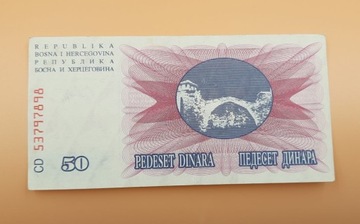 REPUBLIKA
BOSNA I HERCEGOVINA
РЕПУБЛИКА
БОСНА И ХЕРЦЕГОВИНА
CD 53797898
50
PEDESET DINARA
ПЕДЕСЕТ ДИНАРА